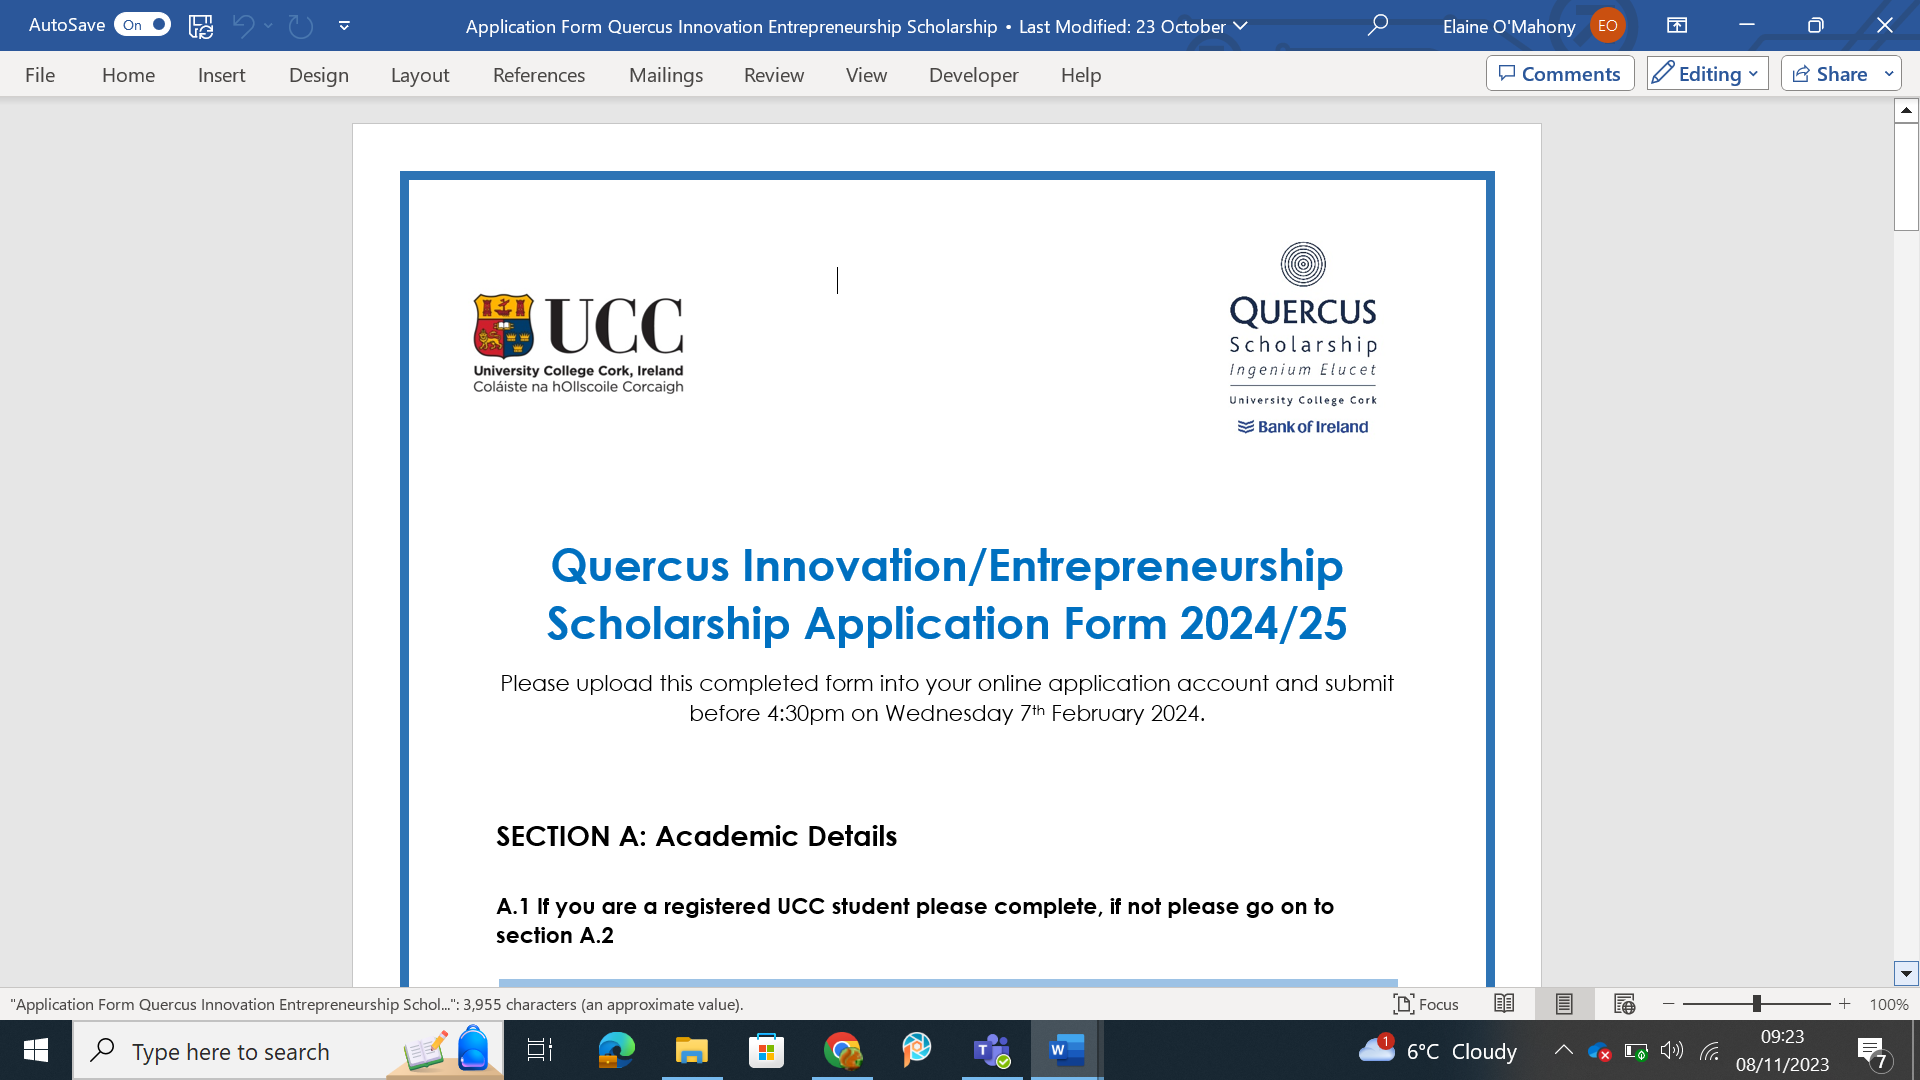 AutoSave On
Application Form Quercus Innovation Entrepreneurship Scholarship • Last Modified: 23 October
Elaine O'Mahony EO
File Home Insert Design Layout References Mailings Review View Developer Help
Comments Editing Share
UCC
University College Cork, Ireland
Coláiste na hOllscoile Corcaigh
QUERCUS
Scholarship
Ingenium Elucet
University College Cork
Bank of Ireland
Quercus Innovation/Entrepreneurship
Scholarship Application Form 2024/25
Please upload this completed form into your online application account and submit
before 4:30pm on Wednesday 7th February 2024.
SECTION A: Academic Details
A.1 If you are a registered UCC student please complete, if not please go on to
section A.2
"Application Form Quercus Innovation Entrepreneurship Schol...": 3,955 characters (an approximate value).
Focus 100%
Type here to search
1 6°C Cloudy
09:23
08/11/2023
7